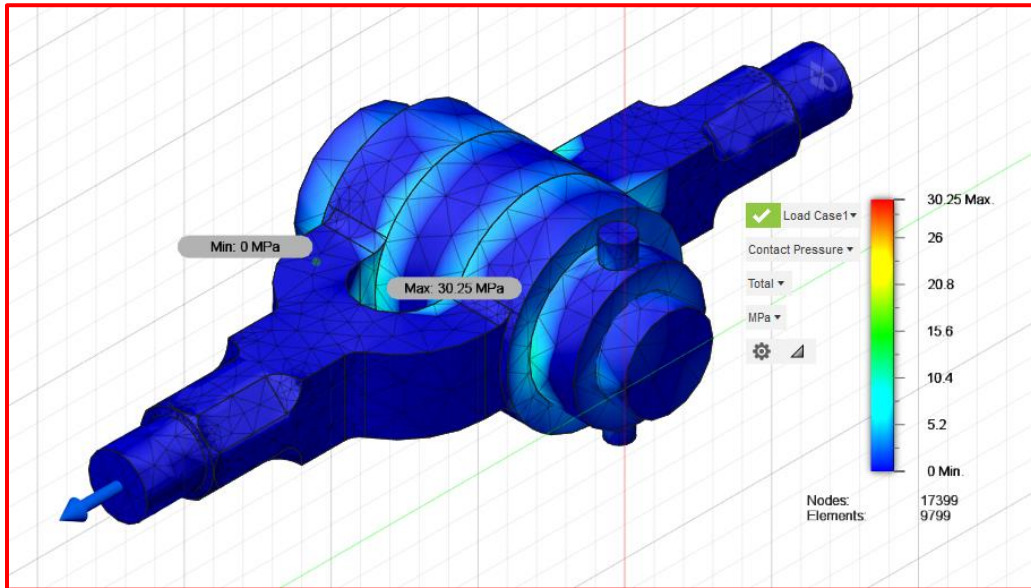 Min: 0 MPa
Max: 30.25 MPa
Load Case1
Contact Pressure
Total
MPa
30.25 Max.
26
20.8
15.6
10.4
5.2
0 Min.
Nodes: 17399
Elements: 9799